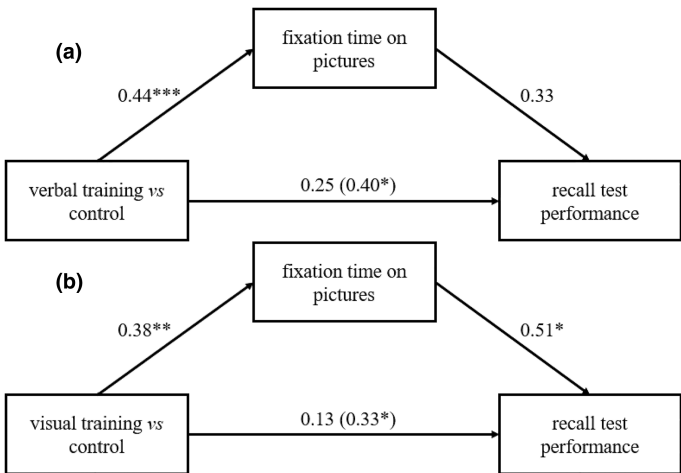 (a)
fixation time on
pictures
0.44***
0.33
verbal training vs
control
0.25 (0.40*)
recall test
performance
(b)
fixation time on
pictures
0.38**
0.51*
visual training vs
control
0.13 (0.33*)
recall test
performance